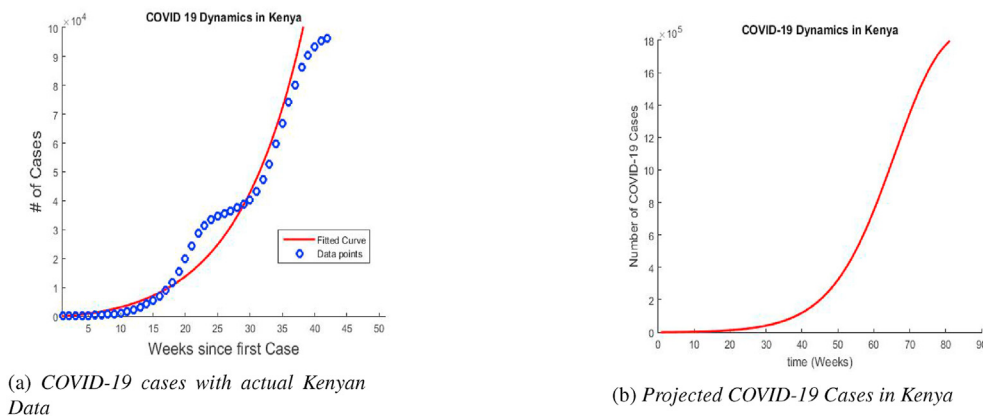 COVID 19 Dynamics in Kenya
×10^4
10
9
8
7
6
5
4
3
2
1
0
# of Cases
Fitted Curve
Data points
5 10 15 20 25 30 35 40 45 50
Weeks since first Case
(a) COVID-19 cases with actual Kenyan
Data
COVID-19 Dynamics in Kenya
×10^5
18
16
14
12
10
8
6
4
2
0
Number of COVID-19 Cases
0 10 20 30 40 50 60 70 80 90
time (Weeks)
(b) Projected COVID-19 Cases in Kenya